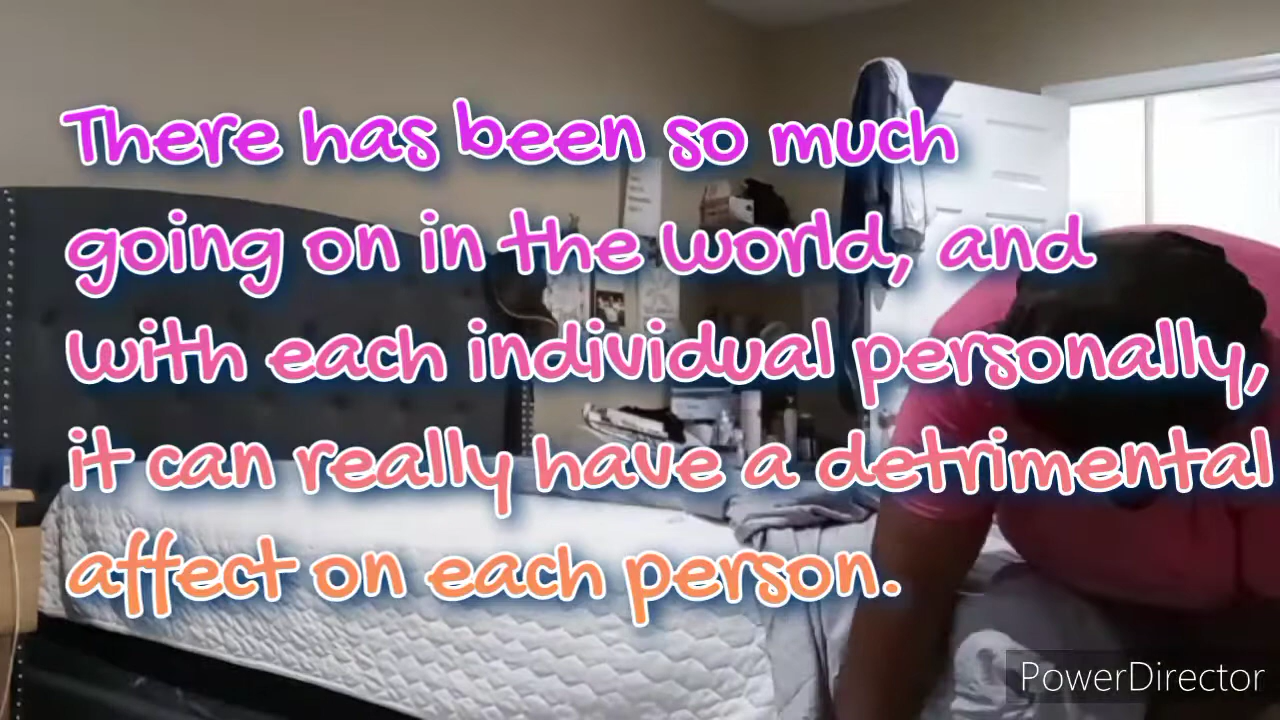 There has been so much
going on in the world, and
with each individual personally,
it can really have a detrimental
affect on each person.
PowerDirector